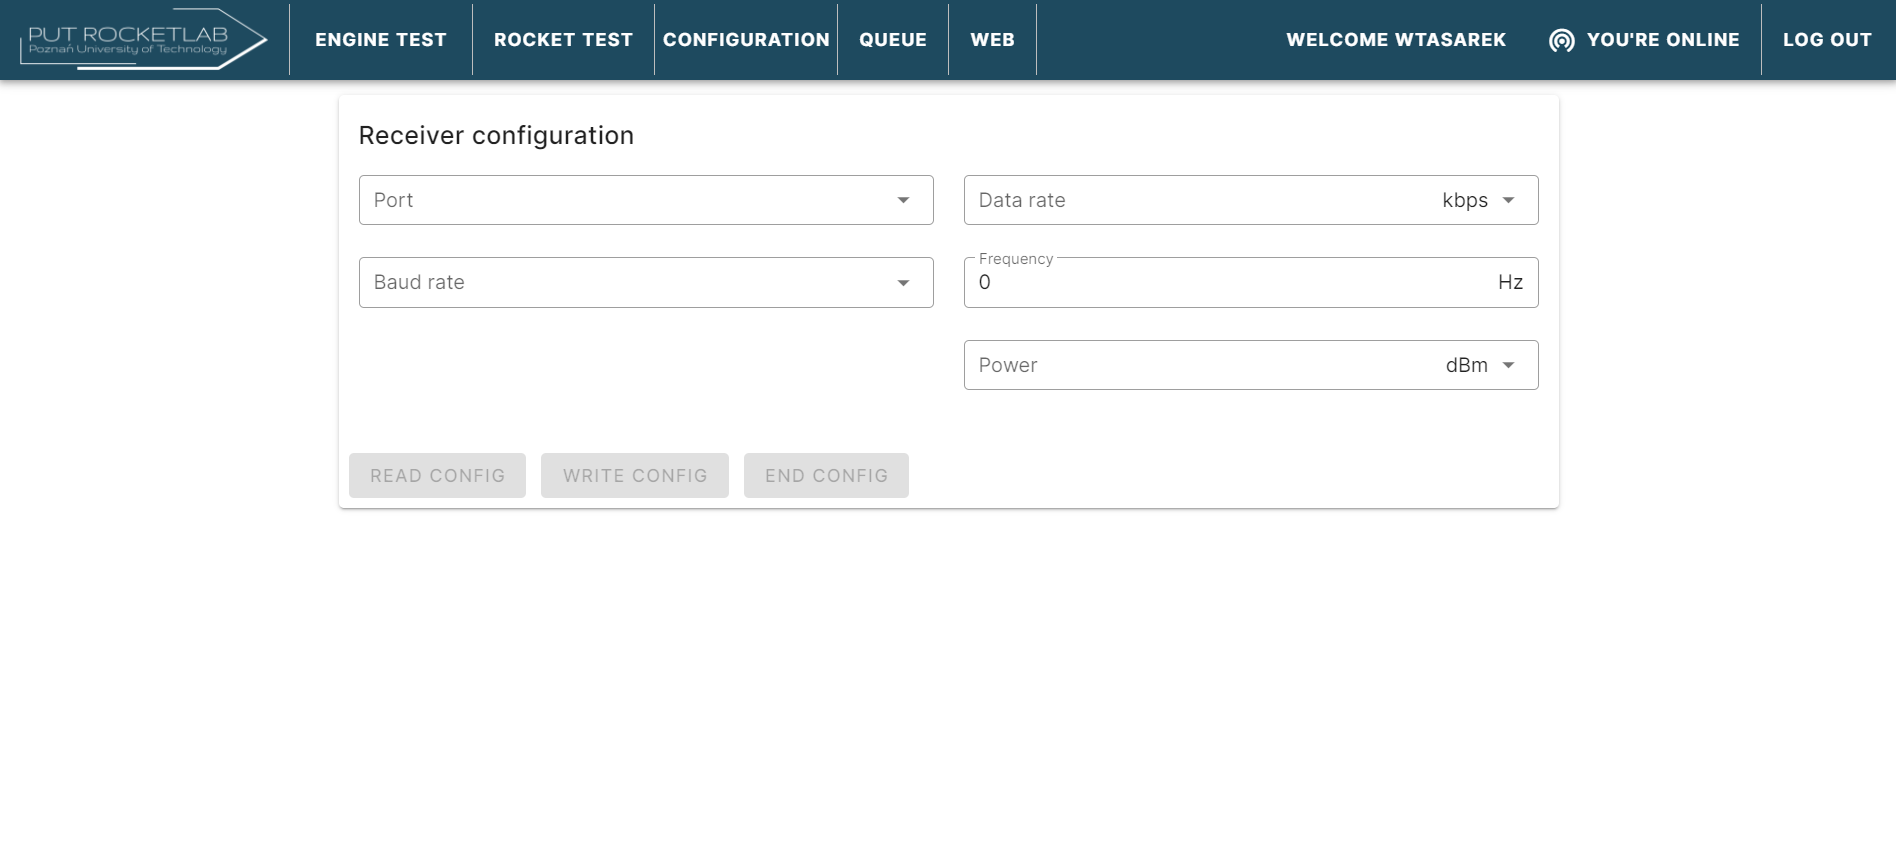 PUT ROCKETLAB
Poznań University of Technology
ENGINE TEST
ROCKET TEST
CONFIGURATION
QUEUE
WEB
WELCOME WTASAREK
YOU'RE ONLINE
LOG OUT
Receiver configuration
Port
Data rate
kbps
Baud rate
Frequency
0
Hz
Power
dBm
READ CONFIG
WRITE CONFIG
END CONFIG